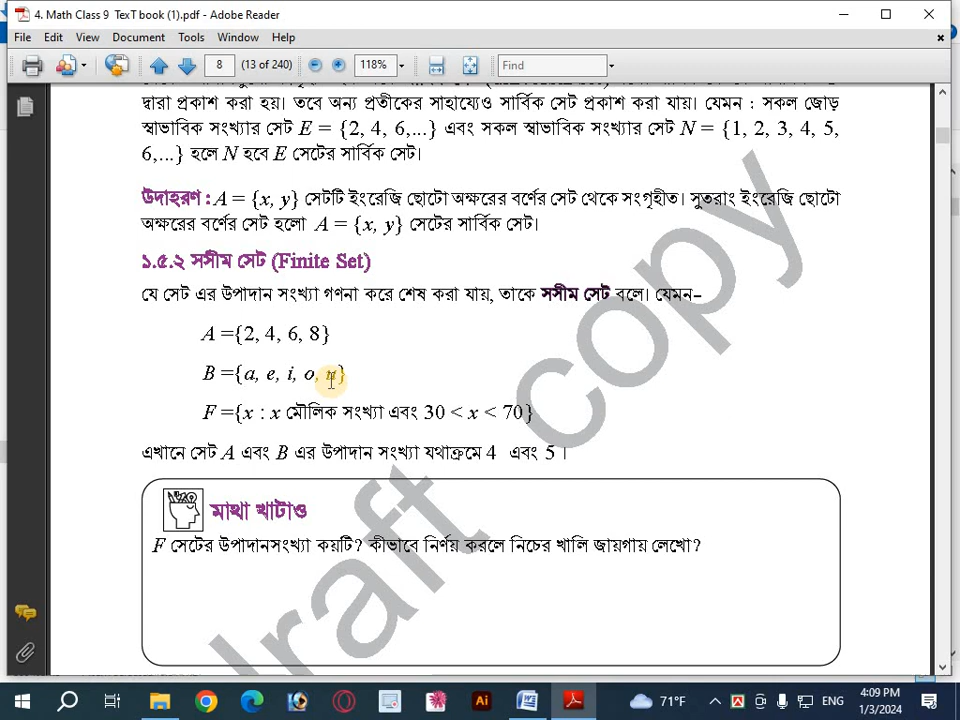 4. Math Class 9 TexT book (1).pdf - Adobe Reader
File Edit View Document Tools Window Help
8 (13 of 240) 118% Find
দ্বারা প্রকাশ করা হয়। তবে অন্য প্রতীকের সাহায্যেও সার্বিক সেট প্রকাশ করা যায়। যেমন : সকল জোড়
স্বাভাবিক সংখ্যার সেট E = {2, 4, 6,...} এবং সকল স্বাভাবিক সংখ্যার সেট N = {1, 2, 3, 4, 5,
6,...} হলে N হবে E সেটের সার্বিক সেট।
উদাহরণ : A = {x, y} সেটটি ইংরেজি ছোটো অক্ষরের বর্ণের সেট থেকে সংগৃহীত। সুতরাং ইংরেজি ছোটো
অক্ষরের বর্ণের সেট হলো A = {x, y} সেটের সার্বিক সেট।
১.৫.২ সসীম সেট (Finite Set)
যে সেট এর উপাদান সংখ্যা গণনা করে শেষ করা যায়, তাকে সসীম সেট বলে। যেমন–
A ={2, 4, 6, 8}
B ={a, e, i, o, u}
F ={x : x মৌলিক সংখ্যা এবং 30 < x < 70}
এখানে সেট A এবং B এর উপাদান সংখ্যা যথাক্রমে 4 এবং 5 ।
মাথা খাটাও
F সেটের উপাদানসংখ্যা কয়টি? কীভাবে নির্ণয় করলে নিচের খালি জায়গায় লেখো?
draft copy
71°F ENG 4:09 PM
1/3/2024